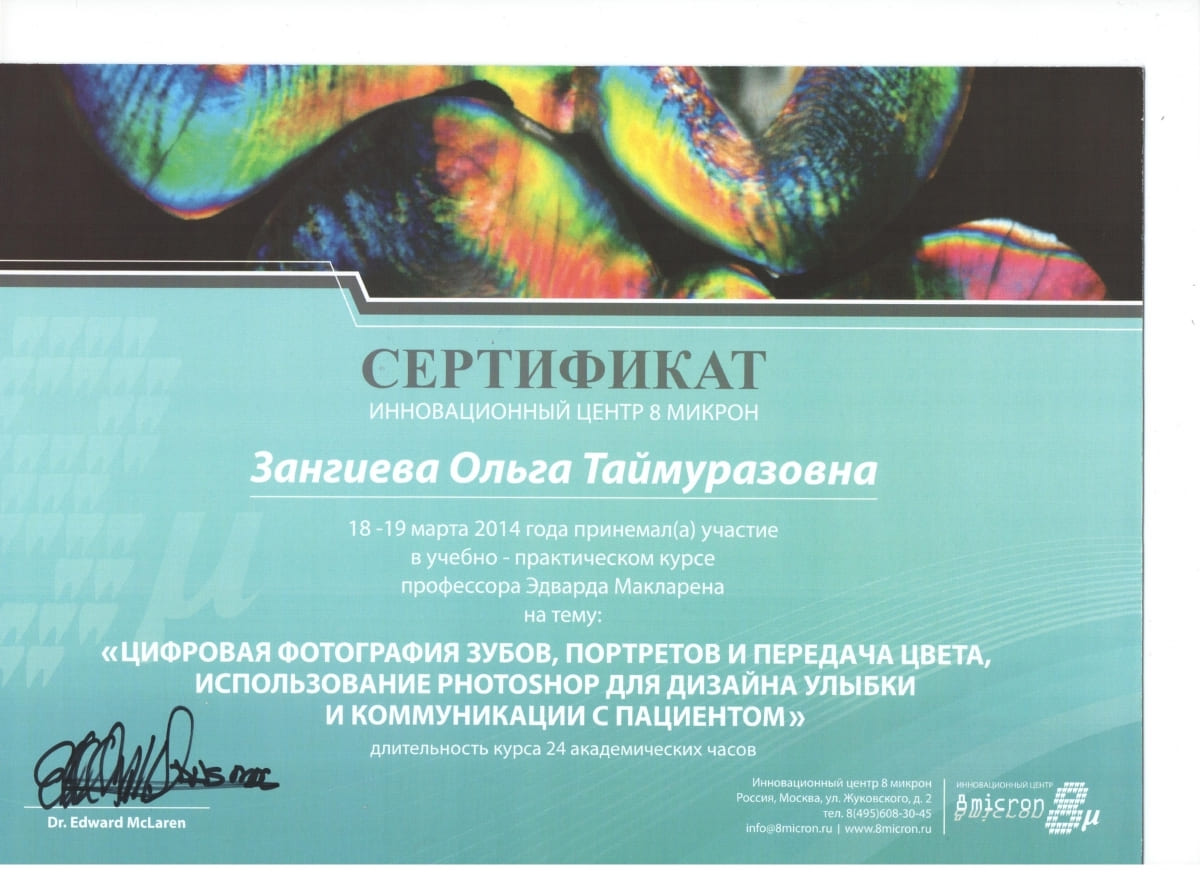 СЕРТИФИКАТ
ИННОВАЦИОННЫЙ ЦЕНТР 8 МИКРОН
Зангиева Ольга Таймуразовна
18 -19 марта 2014 года принемал(а) участие
в учебно - практическом курсе
профессора Эдварда Макларена
на тему:
«ЦИФРОВАЯ ФОТОГРАФИЯ ЗУБОВ, ПОРТРЕТОВ И ПЕРЕДАЧА ЦВЕТА,
ИСПОЛЬЗОВАНИЕ PHOTOSHOP ДЛЯ ДИЗАЙНА УЛЫБКИ
И КОММУНИКАЦИИ С ПАЦИЕНТОМ»
длительность курса 24 академических часов
Dr. Edward McLaren
Инновационный центр 8 микрон
Россия, Москва, ул. Жуковского, д. 2
тел. 8(495)608-30-45
info@8micron.ru | www.8micron.ru
ИННОВАЦИОННЫЙ ЦЕНТР
8micron
8μ
μ